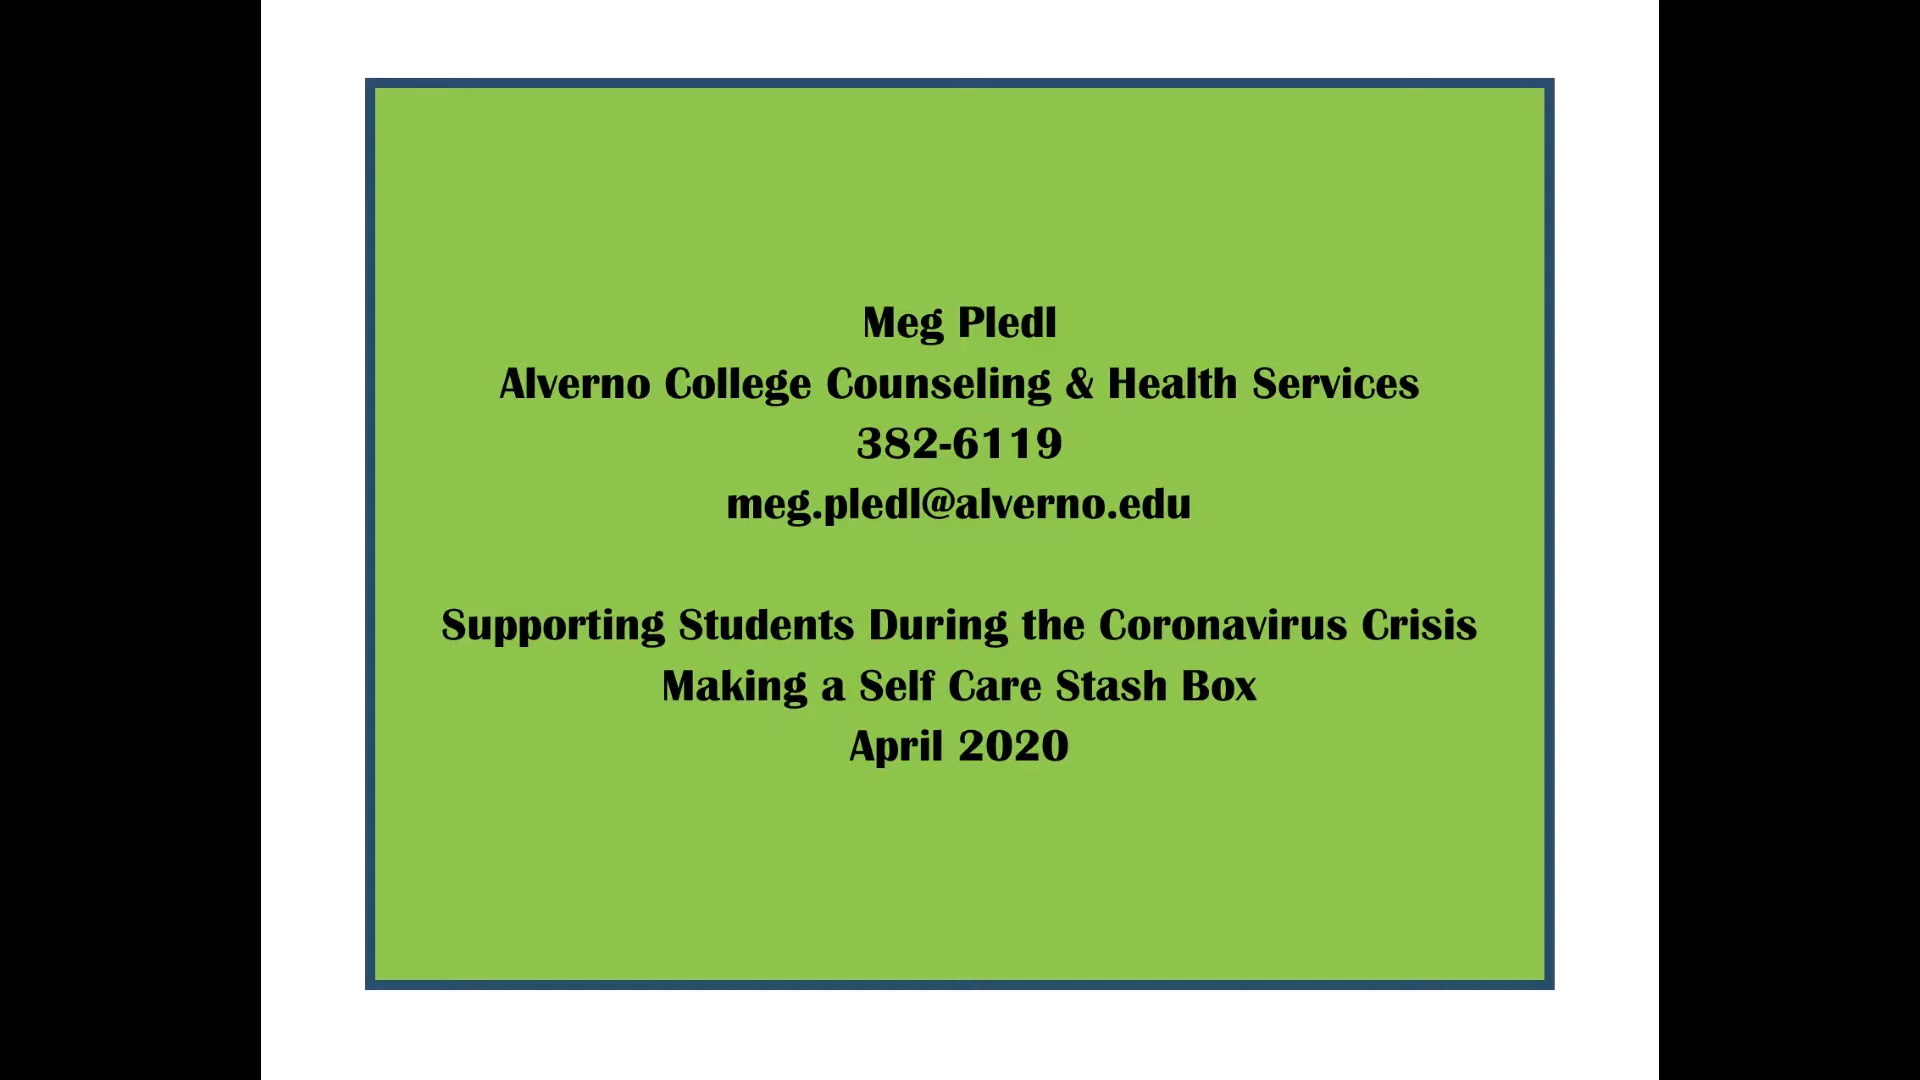 Meg Pledl
Alverno College Counseling & Health Services
382-6119
meg.pledl@alverno.edu
Supporting Students During the Coronavirus Crisis
Making a Self Care Stash Box
April 2020